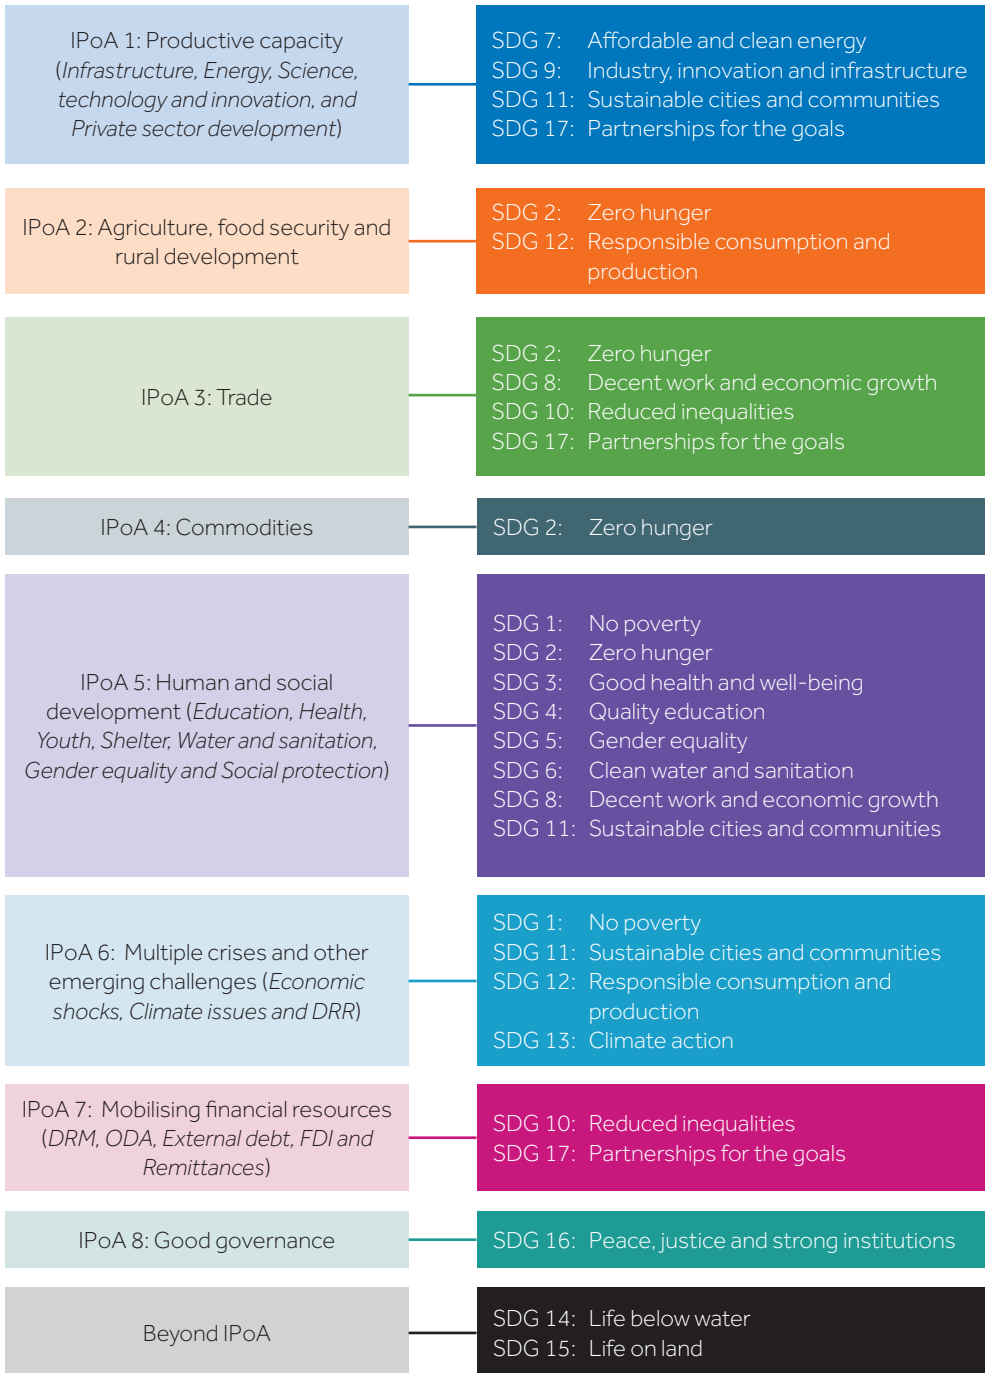 IPoA 1: Productive capacity
(Infrastructure, Energy, Science,
technology and innovation, and
Private sector development)
SDG 7: Affordable and clean energy
SDG 9: Industry, innovation and infrastructure
SDG 11: Sustainable cities and communities
SDG 17: Partnerships for the goals
IPoA 2: Agriculture, food security and
rural development
SDG 2: Zero hunger
SDG 12: Responsible consumption and
production
IPoA 3: Trade
SDG 2: Zero hunger
SDG 8: Decent work and economic growth
SDG 10: Reduced inequalities
SDG 17: Partnerships for the goals
IPoA 4: Commodities
SDG 2: Zero hunger
IPoA 5: Human and social
development (Education, Health,
Youth, Shelter, Water and sanitation,
Gender equality and Social protection)
SDG 1: No poverty
SDG 2: Zero hunger
SDG 3: Good health and well-being
SDG 4: Quality education
SDG 5: Gender equality
SDG 6: Clean water and sanitation
SDG 8: Decent work and economic growth
SDG 11: Sustainable cities and communities
IPoA 6: Multiple crises and other
emerging challenges (Economic
shocks, Climate issues and DRR)
SDG 1: No poverty
SDG 11: Sustainable cities and communities
SDG 12: Responsible consumption and
production
SDG 13: Climate action
IPoA 7: Mobilising financial resources
(DRM, ODA, External debt, FDI and
Remittances)
SDG 10: Reduced inequalities
SDG 17: Partnerships for the goals
IPoA 8: Good governance
SDG 16: Peace, justice and strong institutions
Beyond IPoA
SDG 14: Life below water
SDG 15: Life on land